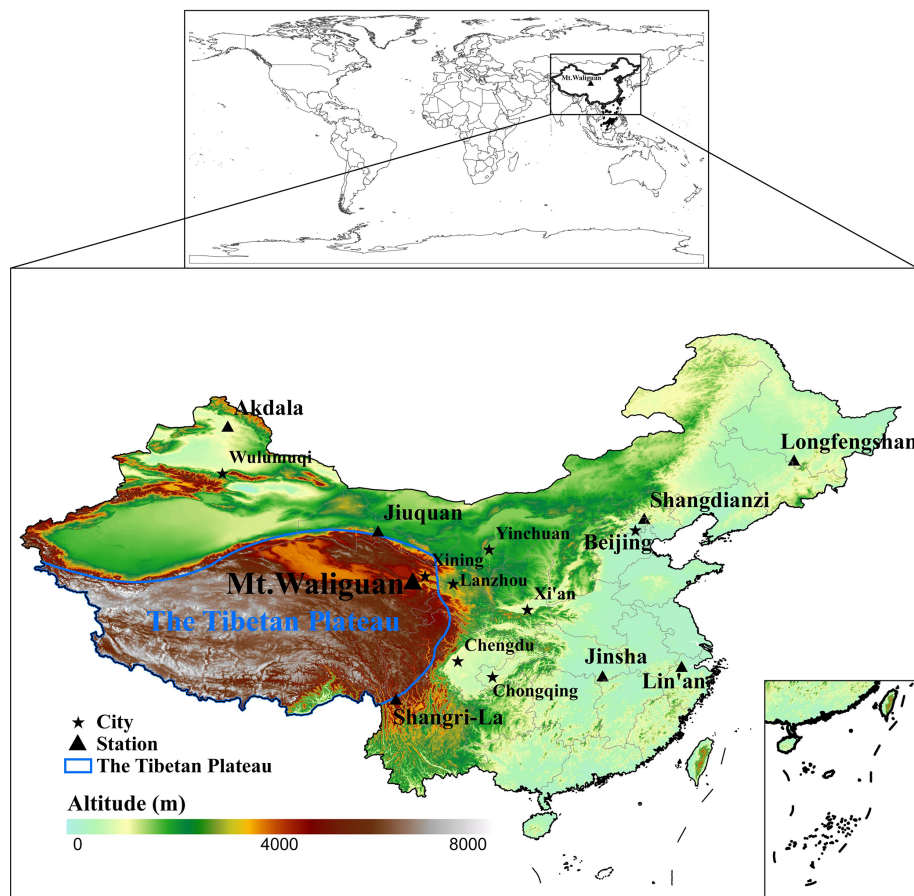 Mt.Waliguan
Akdala
Wulumuqi
Longfengshan
Shangdianzi
Jiuquan
Yinchuan
Beijing
Xining
Mt.Waliguan
Lanzhou
Xi'an
The Tibetan Plateau
Chengdu
Jinsha
Chongqing
Lin'an
Shangri-La
City
Station
The Tibetan Plateau
Altitude (m)
0 4000 8000